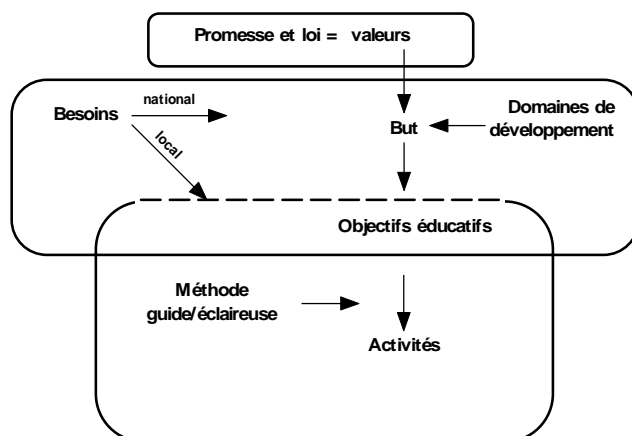 Promesse et loi = valeurs
Besoins
national
local
But
Domaines de
développement
Objectifs éducatifs
Méthode
guide/éclaireuse
Activités